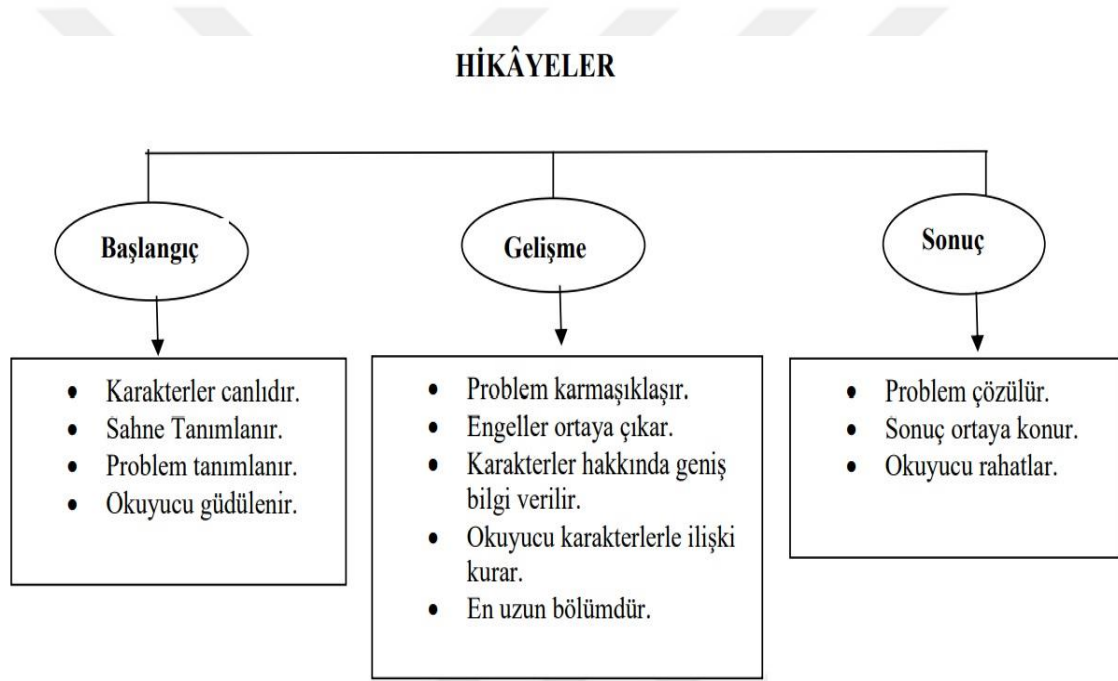 HİKÂYELER
Başlangıç
Gelişme
Sonuç
• Karakterler canlıdır.
• Sahne Tanımlanır.
• Problem tanımlanır.
• Okuyucu güdülenir.
• Problem karmaşıklaşır.
• Engeller ortaya çıkar.
• Karakterler hakkında geniş
bilgi verilir.
• Okuyucu karakterlerle ilişki
kurar.
• En uzun bölümdür.
• Problem çözülür.
• Sonuç ortaya konur.
• Okuyucu rahatlar.